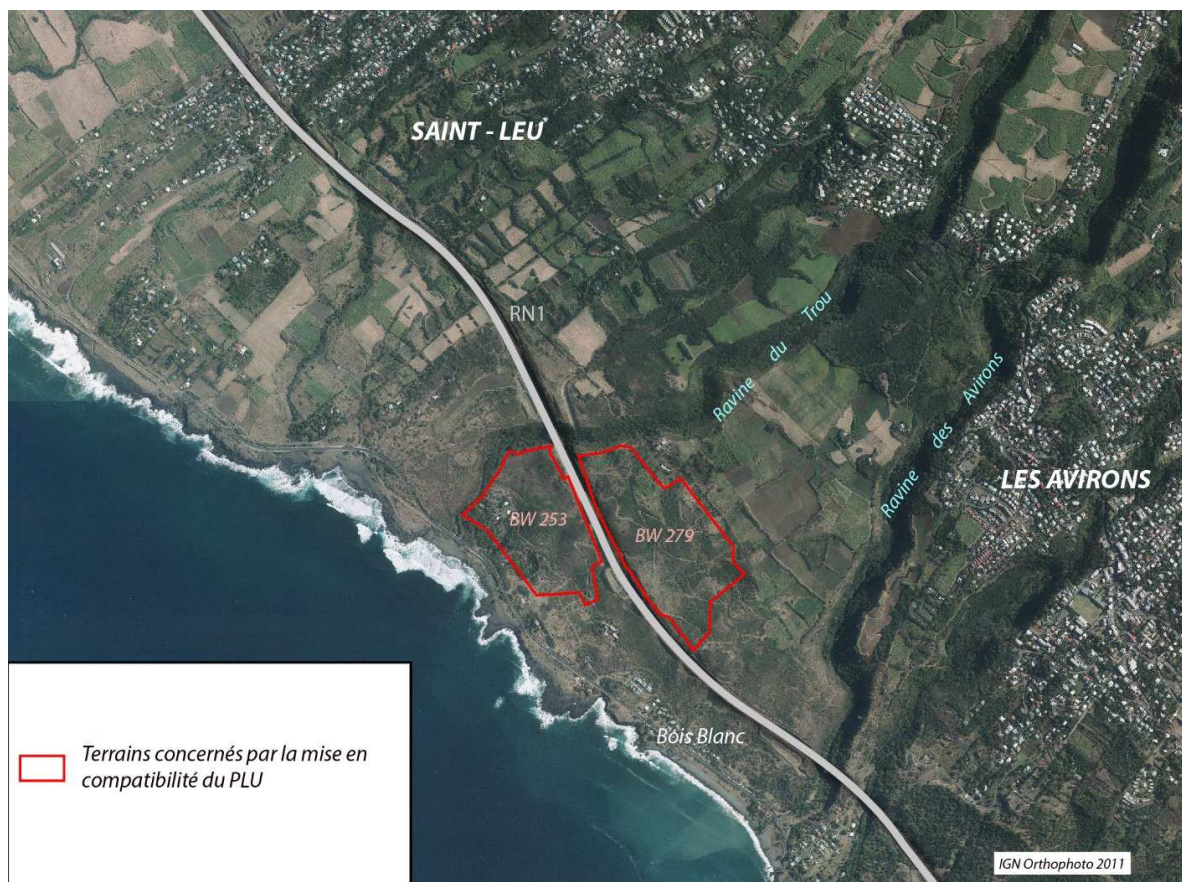 SAINT - LEU
RN1
Ravine du Trou
Ravine des Avirons
LES AVIRONS
BW 253
BW 279
Bois Blanc
Terrains concernés par la mise en
compatibilité du PLU
IGN Orthophoto 2011